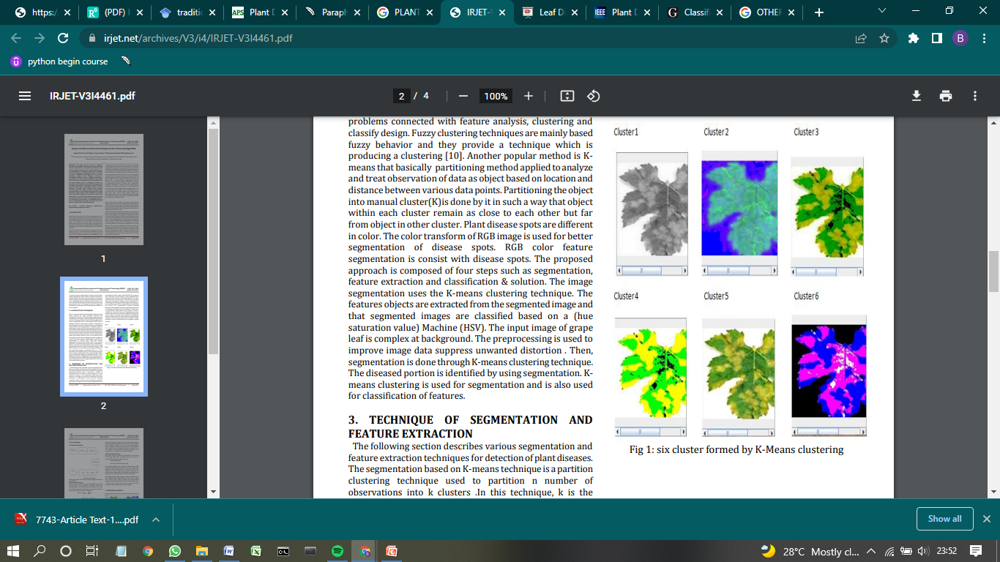 https:/
(PDF)
traditic
Plant D
Paraph
PLANT
IRJET-V
Leaf D
Plant D
Classifi
OTHER
irjet.net/archives/V3/i4/IRJET-V3I4461.pdf
B
python begin course
IRJET-V3I4461.pdf
2 / 4
100%
1
2
problems connected with feature analysis, clustering and
classify design. Fuzzy clustering techniques are mainly based
fuzzy behavior and they provide a technique which is
producing a clustering [10]. Another popular method is K-
means that basically partitioning method applied to analyze
and treat observation of data as object based on location and
distance between various data points. Partitioning the object
into manual cluster(K)is done by it in such a way that object
within each cluster remain as close to each other but far
from object in other cluster. Plant disease spots are different
in color. The color transform of RGB image is used for better
segmentation of disease spots. RGB color feature
segmentation is consist with disease spots. The proposed
approach is composed of four steps such as segmentation,
feature extraction and classification & solution. The image
segmentation uses the K-means clustering technique. The
features objects are extracted from the segmented image and
that segmented images are classified based on a (hue
saturation value) Machine (HSV). The input image of grape
leaf is complex at background. The preprocessing is used to
improve image data suppress unwanted distortion . Then,
segmentation is done through K-means clustering technique.
The diseased portion is identified by using segmentation. K-
means clustering is used for segmentation and is also used
for classification of features.
3. TECHNIQUE OF SEGMENTATION AND
FEATURE EXTRACTION
The following section describes various segmentation and
feature extraction techniques for detection of plant diseases.
The segmentation based on K-means technique is a partition
clustering technique used to partition n number of
observations into k clusters .In this technique, k is the
Cluster1
Cluster2
Cluster3
Cluster4
Cluster5
Cluster6
Fig 1: six cluster formed by K-Means clustering
7743-Article Text-1....pdf
Show all
28°C Mostly cl...
23:52